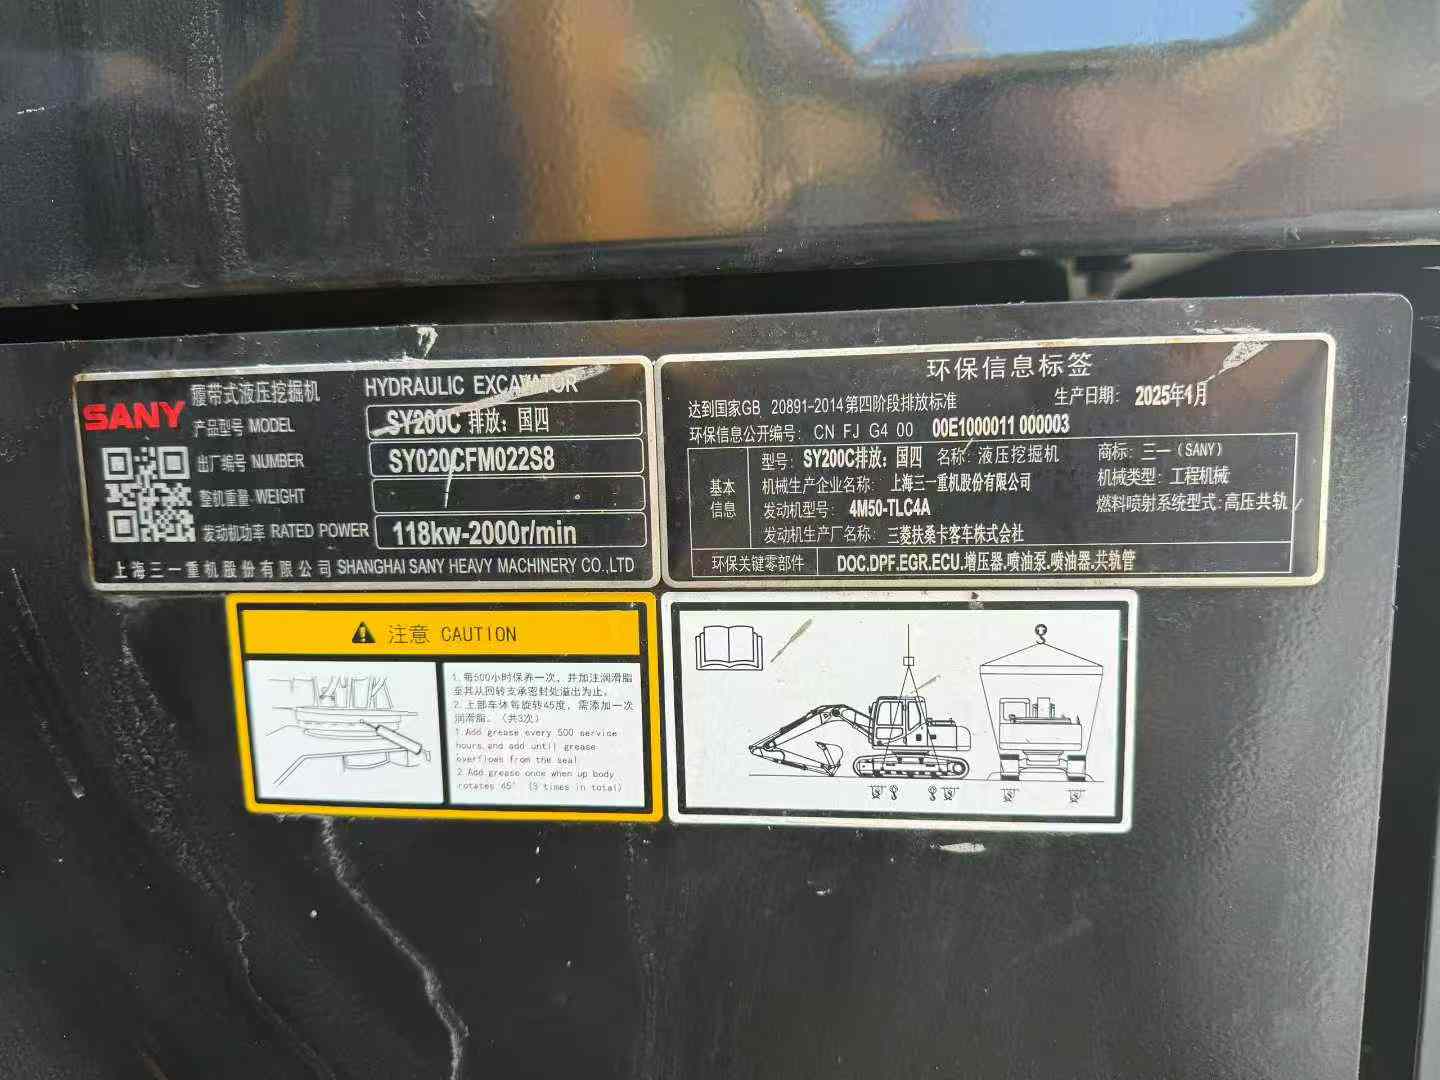 SANY
履带式液压挖掘机 HYDRAULIC EXCAVATOR
产品型号 MODEL SY200C 排放：国四
出厂编号 NUMBER SY020CFM022S8
整机重量 WEIGHT
发动机功率 RATED POWER 118kw-2000r/min
上海三一重机股份有限公司 SHANGHAI SANY HEAVY MACHINERY CO.,LTD
环保信息标签
达到国家GB 20891-2014第四阶段排放标准 生产日期： 2025年4月
环保信息公开编号： CN FJ G4 00 00E1000011 000003
基本信息
型号：SY200C排放：国四 名称：液压挖掘机 商标：三一(SANY)
机械生产企业名称： 上海三一重机股份有限公司 机械类型：工程机械
发动机型号： 4M50-TLC4A 燃料喷射系统型式：高压共轨
发动机生产厂名称： 三菱扶桑卡客车株式会社
环保关键零部件 DOC.DPF.EGR.ECU.增压器.喷油泵.喷油器.共轨管
注意 CAUTION
1.每500小时保养一次，并加注润滑脂
至其从回转支承密封处溢出为止。
2.上部车体每旋转45度，需添加一次
润滑脂。（共3次）
1.Add grease every 500 service
hours and add until grease
overflows from the seal
2.Add grease once when up body
rotates 45° (3 times in total)